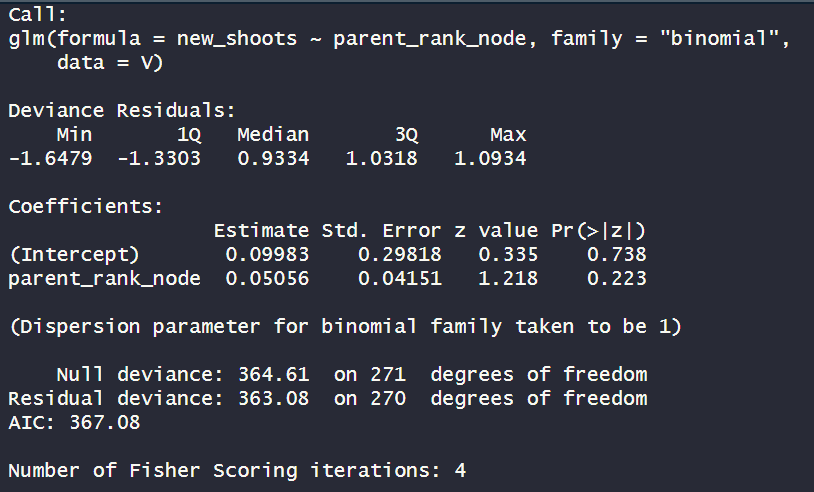 Call:
glm(formula = new_shoots ~ parent_rank_node, family = "binomial",
    data = V)

Deviance Residuals:
    Min       1Q   Median       3Q      Max
-1.6479  -1.3303   0.9334   1.0318   1.0934

Coefficients:
                 Estimate Std. Error z value Pr(>|z|)
(Intercept)       0.09983    0.29818   0.335    0.738
parent_rank_node  0.05056    0.04151   1.218    0.223

(Dispersion parameter for binomial family taken to be 1)

    Null deviance: 364.61  on 271  degrees of freedom
Residual deviance: 363.08  on 270  degrees of freedom
AIC: 367.08

Number of Fisher Scoring iterations: 4